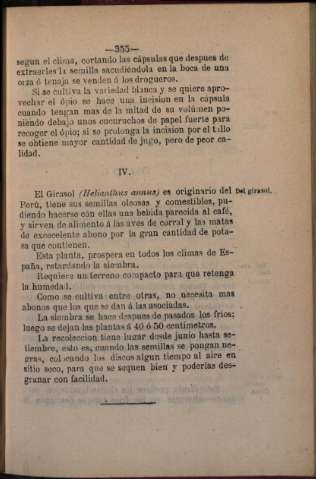 —355—
segun el clima, cortando las cápsulas que despues de
extraerles la semilla sacudiéndola en la boca de una
orza ó tenaja se venden á los drogueros.
Si se cultiva la variedad blanca y se quiere apro-
vechar el ópio se hace una incision en la cápsula
cuando tengan mas de la mitad de su volúmen po-
niendo debajo unos cucuruchos de papel fuerte para
recoger el ópio; si se prolonga la incision por el tallo
se obtiene mayor cantidad de jugo, pero de peor ca-
lidad.
IV.
El Girasol (Helianthus annus) es originario del
Del girasol.
Perú, tiene sus semillas oleosas y comestibles, pu-
diendo hacerse con ellas una bebida parecida al café,
y sirven de alimento á las aves de corral y las matas
de excecelente abono por la gran cantidad de pota-
sa que contienen.
Esta planta, prospera en todos los climas de Es-
paña, retardando la siembra.
Requiere un terreno compacto para que retenga
la humedad.
Como se cultiva entre otras, no necesita mas
abonos que los que se dan á las asociadas.
La siembra se hace despues de pasados los frios;
luego se dejan las plantas á 40 ó 50 centímetros.
La recoleccion tiene lugar desde junio hasta se-
tiembre, esto es, cuando las semillas se pongan ne-
gras, colocando los discos algun tiempo al aire en
sitio seco, para que se sequen bien y poderlas des-
granar con facilidad.